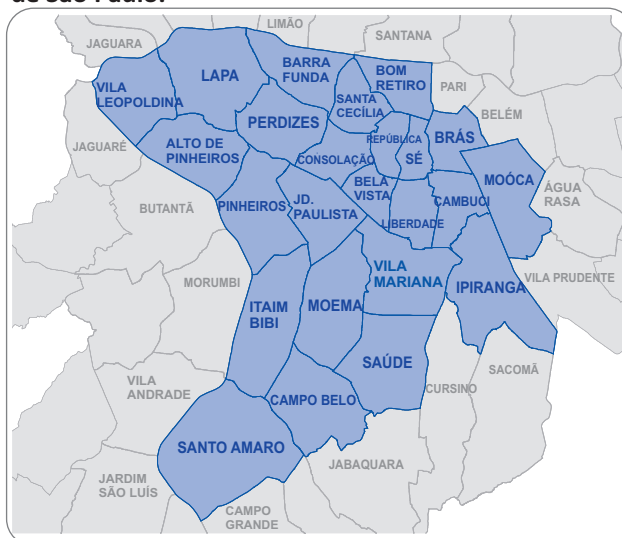 de São Paulo.
LIMÃO
JAGUARA
SANTANA
BARRA
FUNDA
LAPA
BOM
RETIRO
VILA
LEOPOLDINA
PARI
SANTA
CECÍLIA
BELÉM
PERDIZES
REPÚBLICA
BRÁS
JAGUARÉ
ALTO DE
PINHEIROS
CONSOLAÇÃO
SÉ
MOÓCA
BELA
VISTA
ÁGUA
RASA
BUTANTÃ
PINHEIROS
JD.
PAULISTA
CAMBUCI
LIBERDADE
VILA
MARIANA
MORUMBI
VILA PRUDENTE
IPIRANGA
ITAIM
BIBI
MOEMA
SAÚDE
SACOMÃ
VILA
ANDRADE
CURSINO
CAMPO BELO
SANTO AMARO
JABAQUARA
JARDIM
SÃO LUÍS
CAMPO
GRANDE